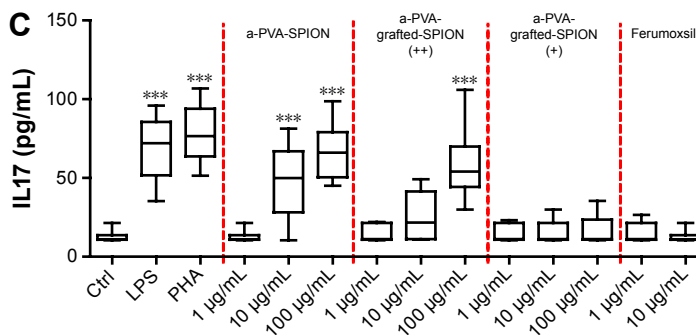 C
a-PVA-SPION
a-PVA-
grafted-SPION
(++)
a-PVA-
grafted-SPION
(+)
Ferumoxsil
IL17 (pg/mL)
150
100
50
0
***
***
***
***
***
Ctrl
LPS
PHA
1 µg/mL
10 µg/mL
100 µg/mL
1 µg/mL
10 µg/mL
100 µg/mL
1 µg/mL
10 µg/mL
100 µg/mL
1 µg/mL
10 µg/mL